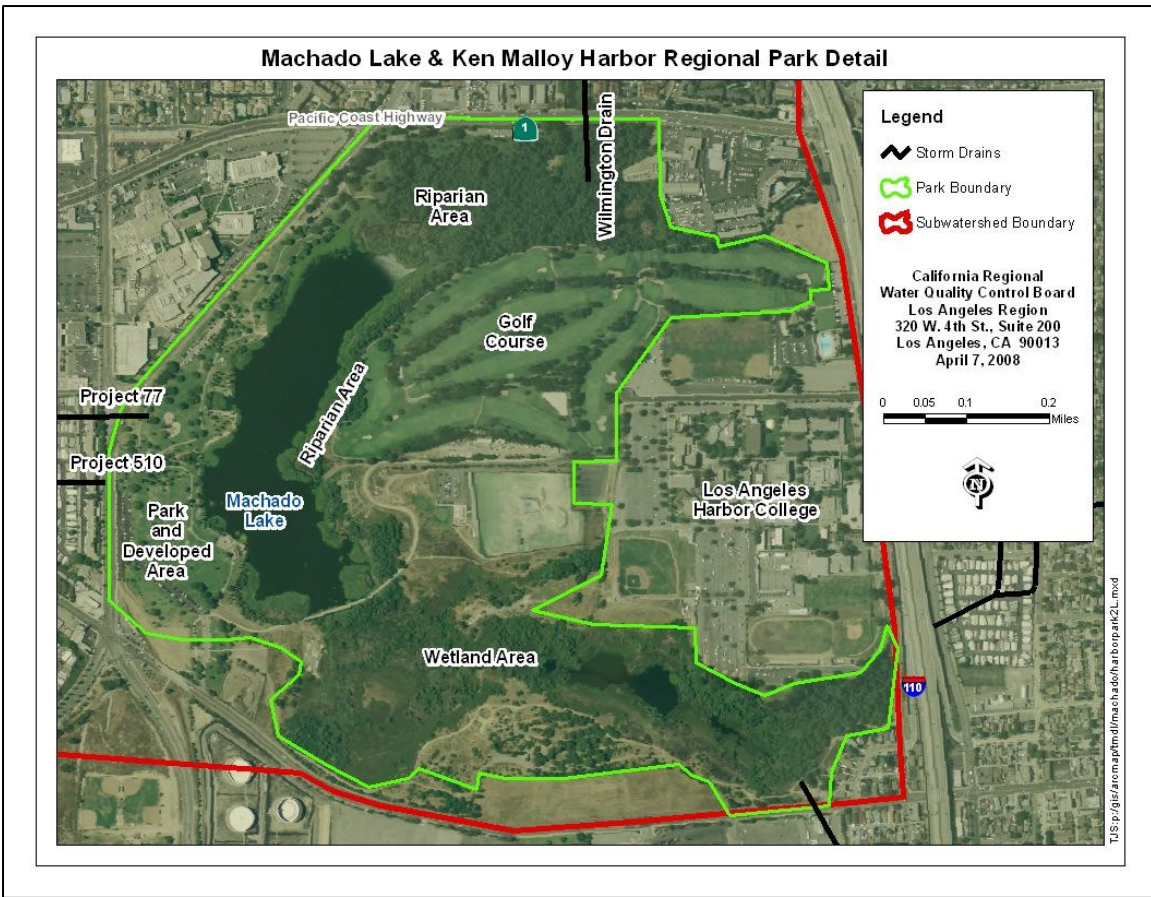 Machado Lake & Ken Malloy Harbor Regional Park Detail
Pacific Coast Highway
1
Wilmington Drain
Riparian
Area
Golf
Course
Riparian Area
Project 77
Project 510
Machado
Lake
Park
and
Developed
Area
Los Angeles
Harbor College
Wetland Area
110
Legend
Storm Drains
Park Boundary
Subwatershed Boundary
California Regional
Water Quality Control Board
Los Angeles Region
320 W. 4th St., Suite 200
Los Angeles, CA 90013
April 7, 2008
0 0.05 0.1 0.2
Miles
N
TJS:p:/gis/arcmap/tmdl/machado/harborpark2L.mxd